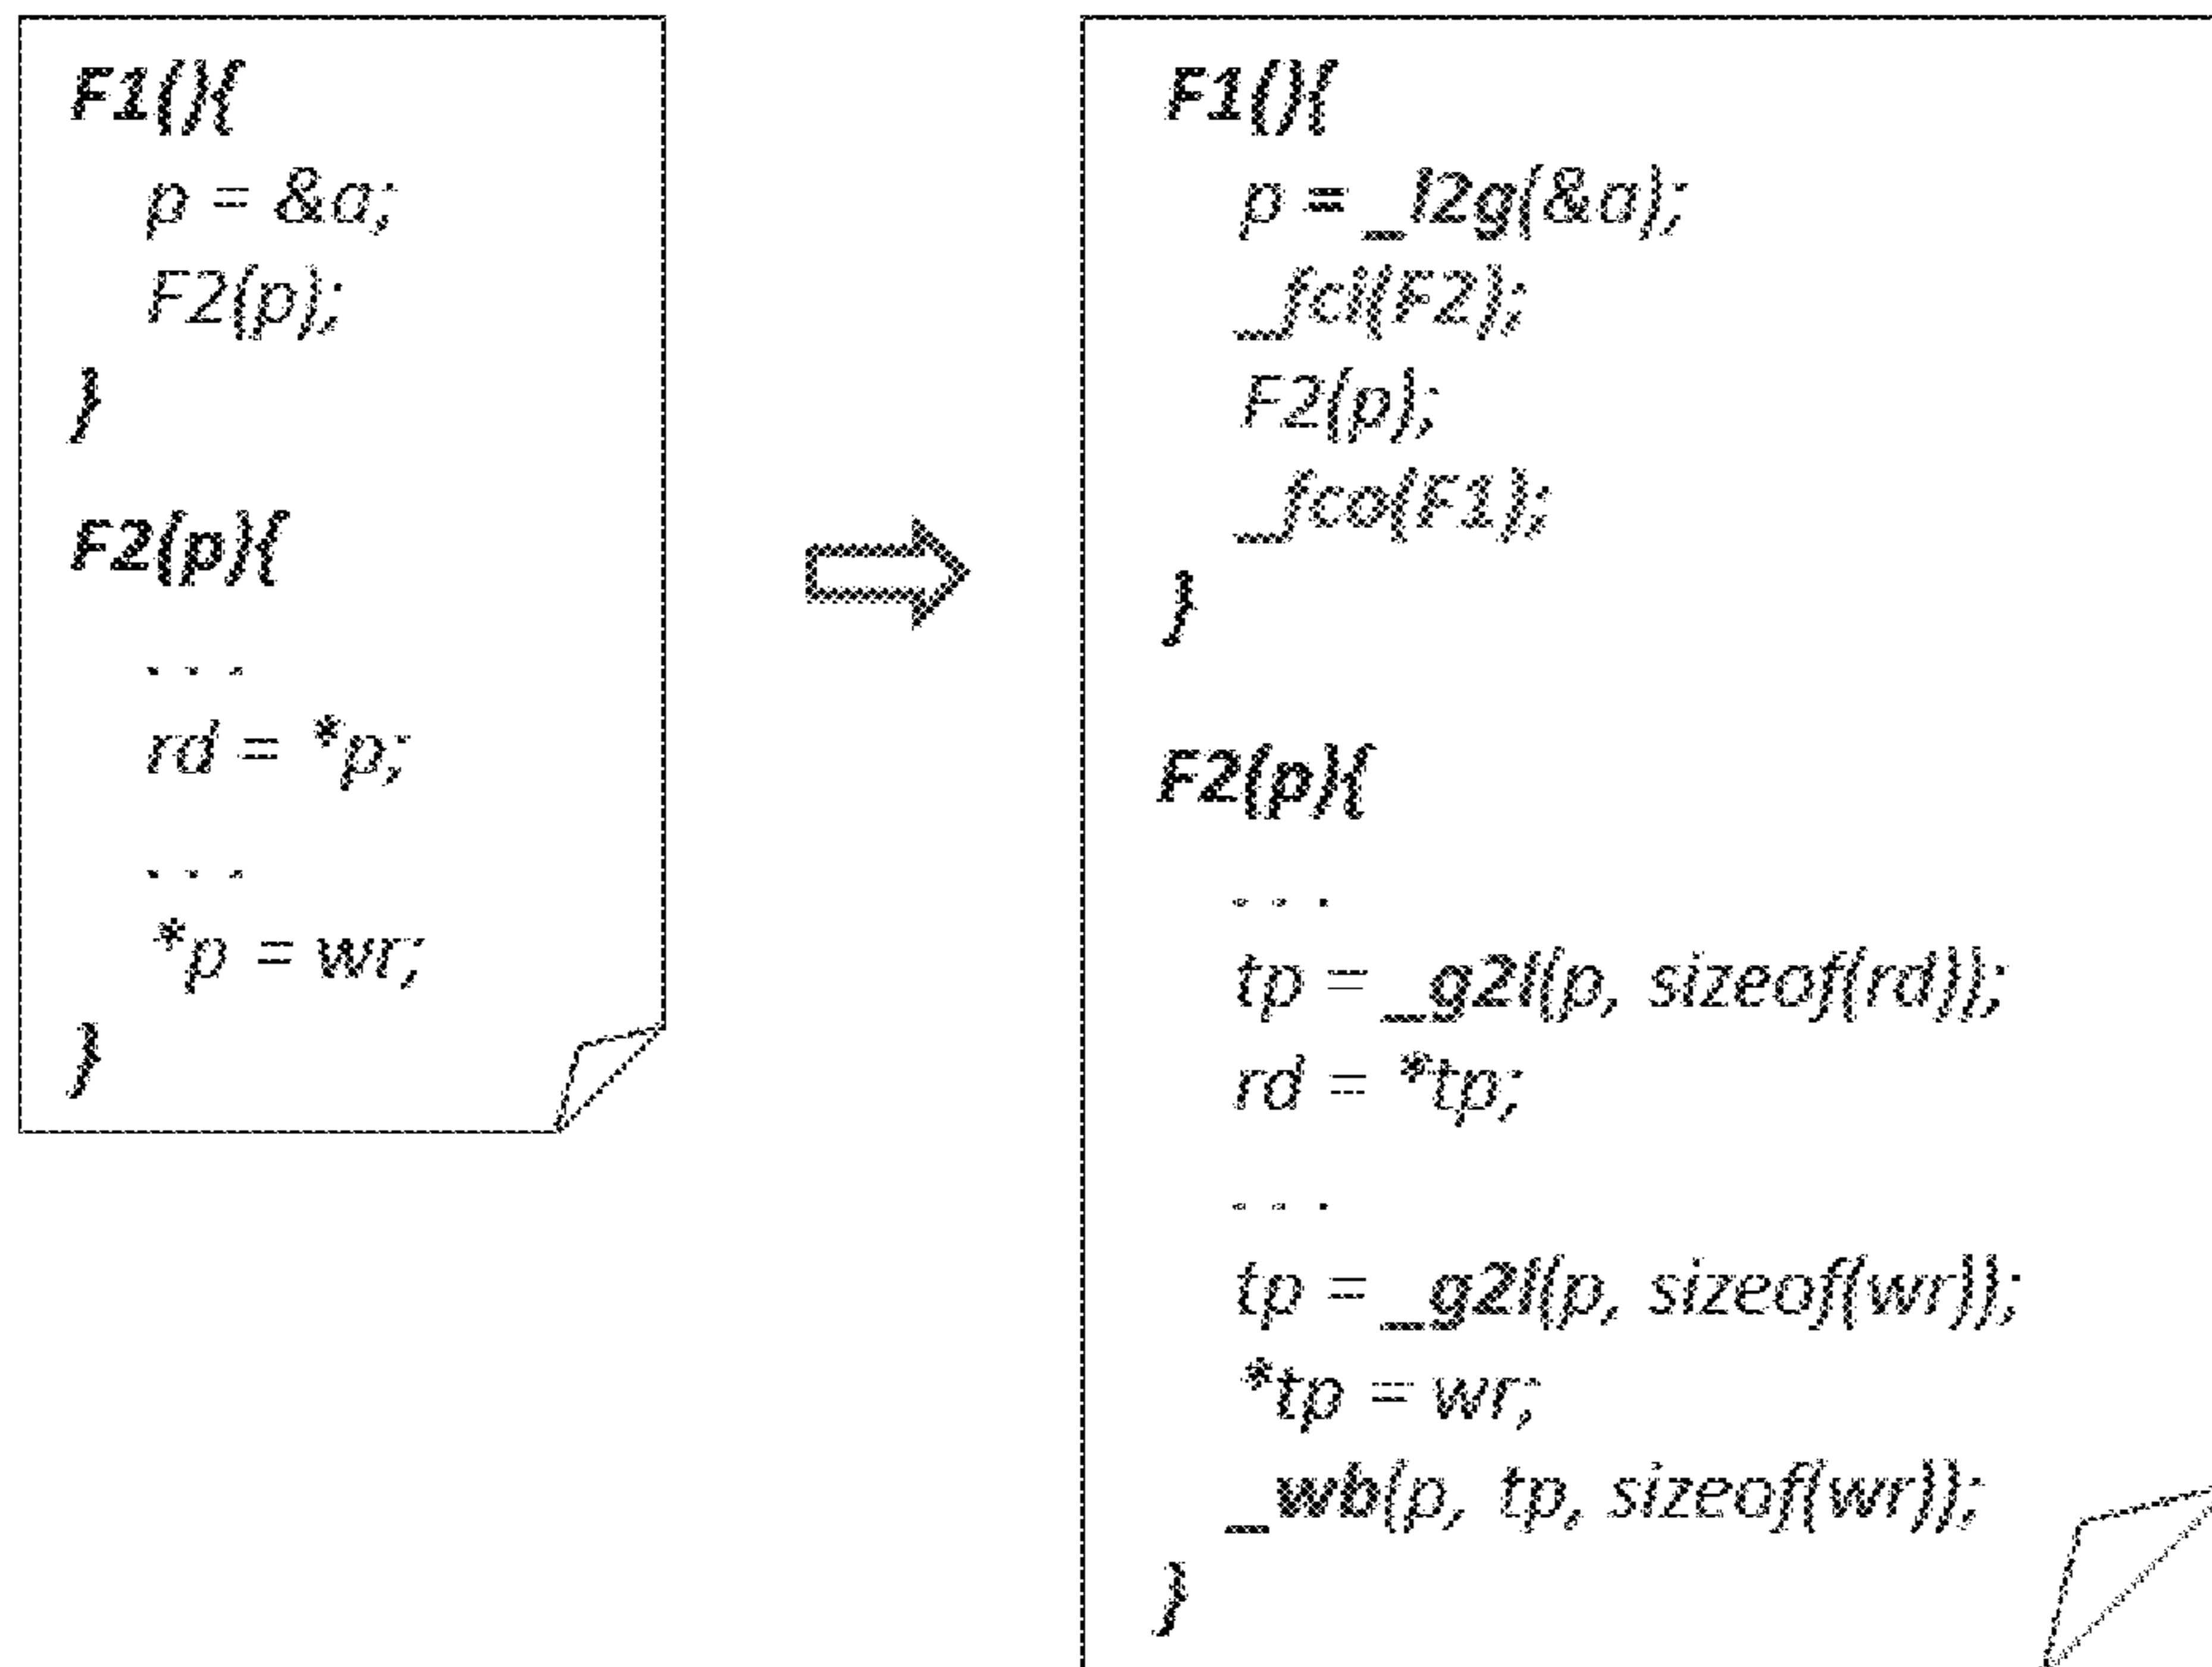 F1(){
p = &a;
F2(p);
}
F2(p){
. . .
rd = *p;
. . .
*p = wr;
}
F1(){
p = _l2g(&a);
_fci(F2);
F2(p);
_fco(F1);
}
F2(p){
. . .
tp = _g2l(p, sizeof(rd));
rd = *tp;
. . .
tp = _g2l(p, sizeof(wr));
*tp = wr;
_wb(p, tp, sizeof(wr));
}